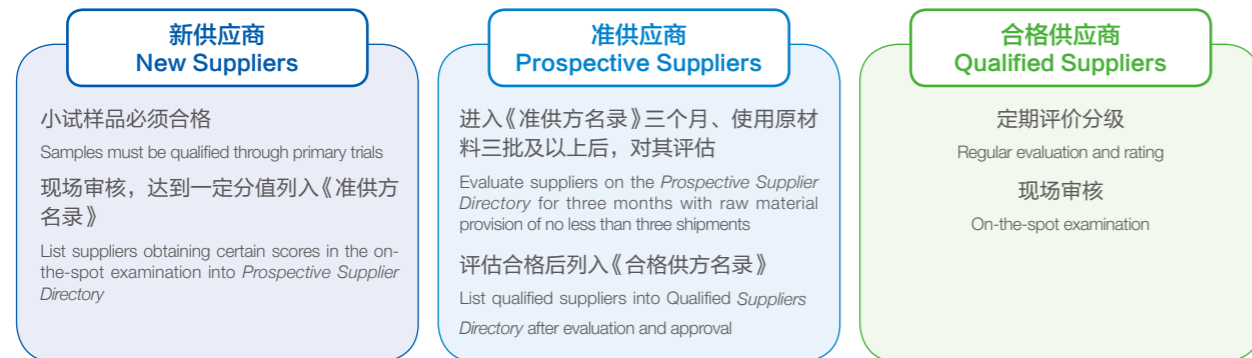 新供应商
New Suppliers
小试样品必须合格
Samples must be qualified through primary trials
现场审核，达到一定分值列入《准供方
名录》
List suppliers obtaining certain scores in the on-
the-spot examination into Prospective Supplier
Directory
准供应商
Prospective Suppliers
进入《准供方名录》三个月、使用原材
料三批及以上后，对其评估
Evaluate suppliers on the Prospective Supplier
Directory for three months with raw material
provision of no less than three shipments
评估合格后列入《合格供方名录》
List qualified suppliers into Qualified Suppliers
Directory after evaluation and approval
合格供应商
Qualified Suppliers
定期评价分级
Regular evaluation and rating
现场审核
On-the-spot examination